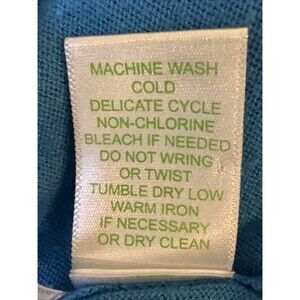 MACHINE WASH
COLD
DELICATE CYCLE
NON-CHLORINE
BLEACH IF NEEDED
DO NOT WRING
OR TWIST
TUMBLE DRY LOW
WARM IRON
IF NECESSARY
OR DRY CLEAN